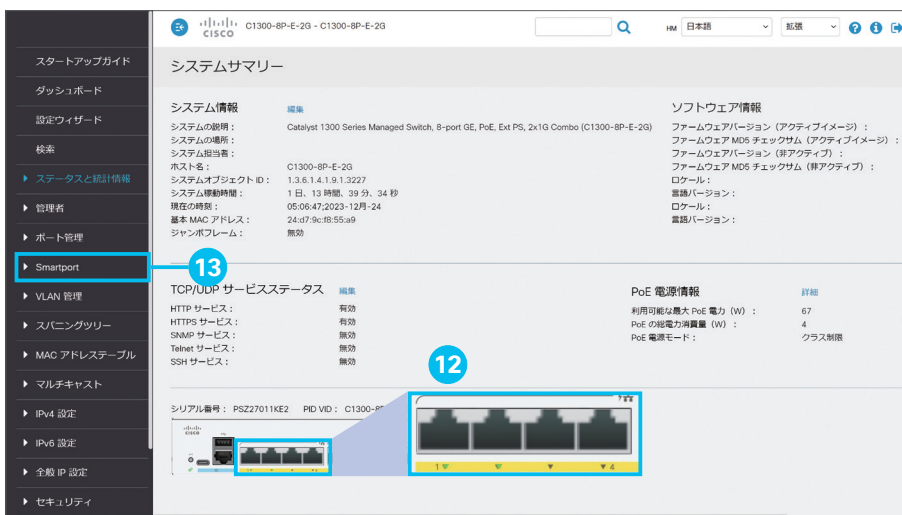 CISCO
C1300-8P-E-2G - C1300-8P-E-2G
HM
日本語
拡張
スタートアップガイド
ダッシュボード
設定ウィザード
検索
ステータスと統計情報
管理者
ポート管理
Smartport
VLAN 管理
スパニングツリー
MAC アドレステーブル
マルチキャスト
IPv4 設定
IPv6 設定
全般 IP 設定
セキュリティ
システムサマリー
システム情報 編集
システムの説明： Catalyst 1300 Series Managed Switch, 8-port GE, PoE, Ext PS, 2x1G Combo (C1300-8P-E-2G)
システムの場所：
システム担当者：
ホスト名： C1300-8P-E-2G
システムオブジェクト ID： 1.3.6.1.4.1.9.1.3227
システム稼動時間： 1 日、13 時間、39 分、34 秒
現在の時刻： 05:06:47;2023-12月-24
基本 MAC アドレス： 24:d7:9c:f8:55:a9
ジャンボフレーム： 無効
ソフトウェア情報
ファームウェアバージョン（アクティブイメージ）：
ファームウェア MD5 チェックサム（アクティブイメージ）：
ファームウェアバージョン（非アクティブ）：
ファームウェア MD5 チェックサム（非アクティブ）：
ロケール：
言語バージョン：
ロケール：
言語バージョン：
13
TCP/UDP サービスステータス 編集
HTTP サービス： 有効
HTTPS サービス： 有効
SNMP サービス： 無効
Telnet サービス： 無効
SSH サービス： 無効
PoE 電源情報 詳細
利用可能な最大 PoE 電力（W）： 67
PoE の総電力消費量（W）： 4
PoE 電源モード： クラス制限
12
シリアル番号： PSZ27011KE2 PID VID： C1300-8P
CISCO
1
4